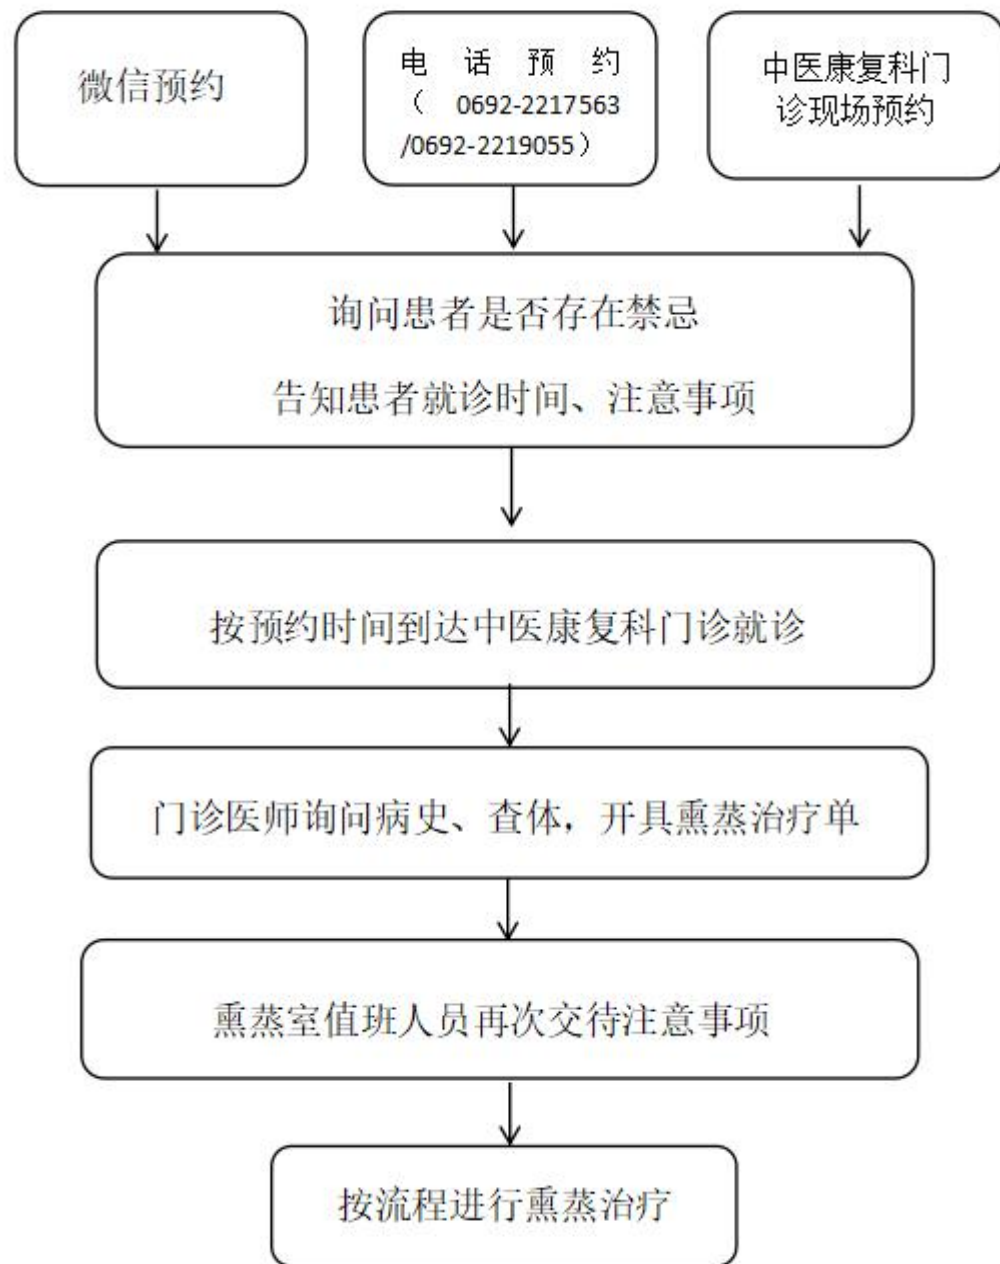 微信预约
电话预约
（0692-2217563
/0692-2219055）
中医康复科门
诊现场预约
询问患者是否存在禁忌
告知患者就诊时间、注意事项
按预约时间到达中医康复科门诊就诊
门诊医师询问病史、查体，开具熏蒸治疗单
熏蒸室值班人员再次交待注意事项
按流程进行熏蒸治疗